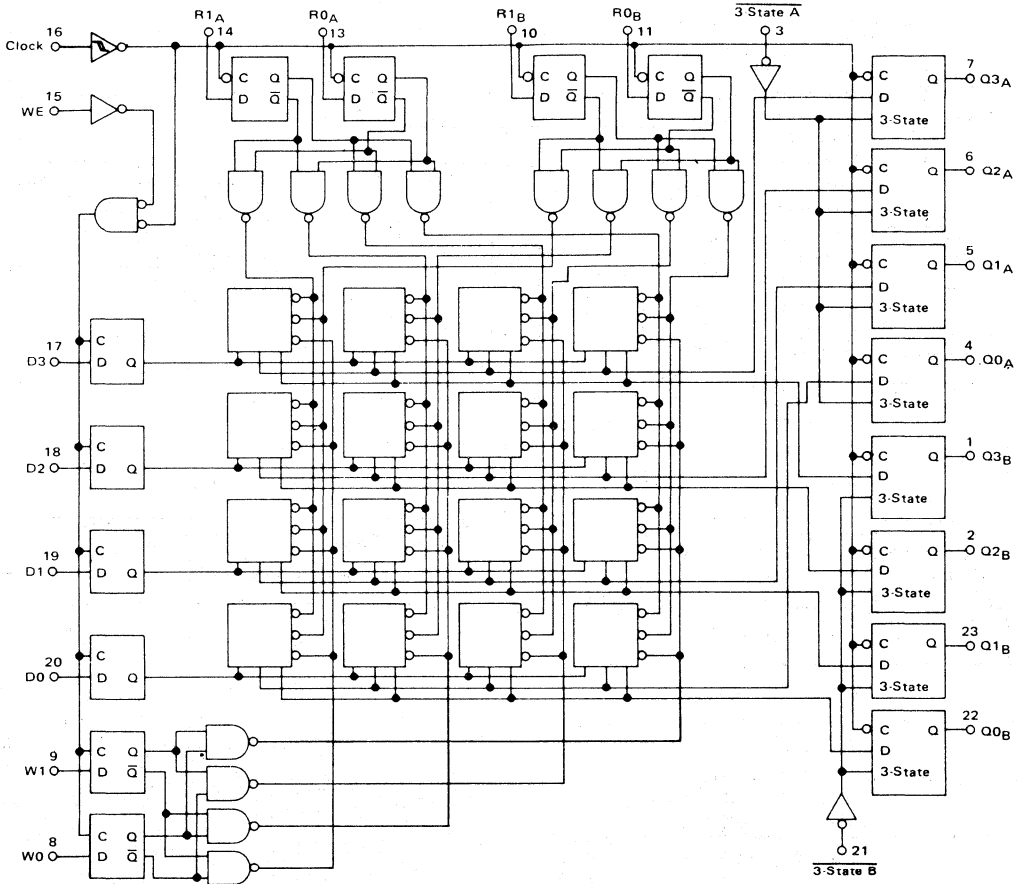 3-State A
R1A R0A R1B R0B
14 13 10 11 3
16
Clock
15
WE
C Q
D Q
C Q
D Q
C Q
D Q
C Q
D Q
7
C Q Q3A
D
3-State
6
C Q Q2A
D
3-State
5
C Q Q1A
D
3-State
4
C Q Q0A
D
3-State
1
C Q Q3B
D
3-State
2
C Q Q2B
D
3-State
23
C Q Q1B
D
3-State
22
C Q Q0B
D
3-State
17
D3
C
D Q
18
D2
C
D Q
19
D1
C
D Q
20
D0
C
D Q
9
W1
C Q
D Q
8
W0
C Q
D Q
21
3-State B